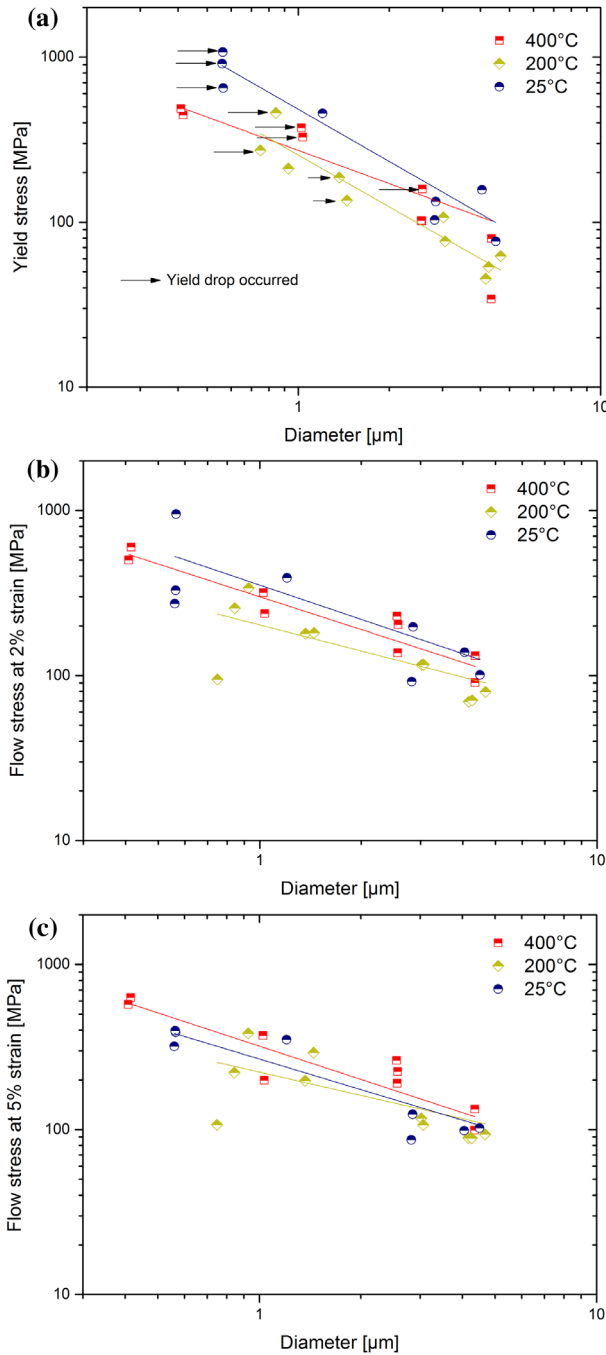 (a)
1000
100
10
Yield stress [MPa]
400°C
200°C
25°C
Yield drop occurred
1
10
Diameter [µm]
(b)
1000
100
10
Flow stress at 2% strain [MPa]
400°C
200°C
25°C
1
10
Diameter [µm]
(c)
1000
100
10
Flow stress at 5% strain [MPa]
400°C
200°C
25°C
1
10
Diameter [µm]